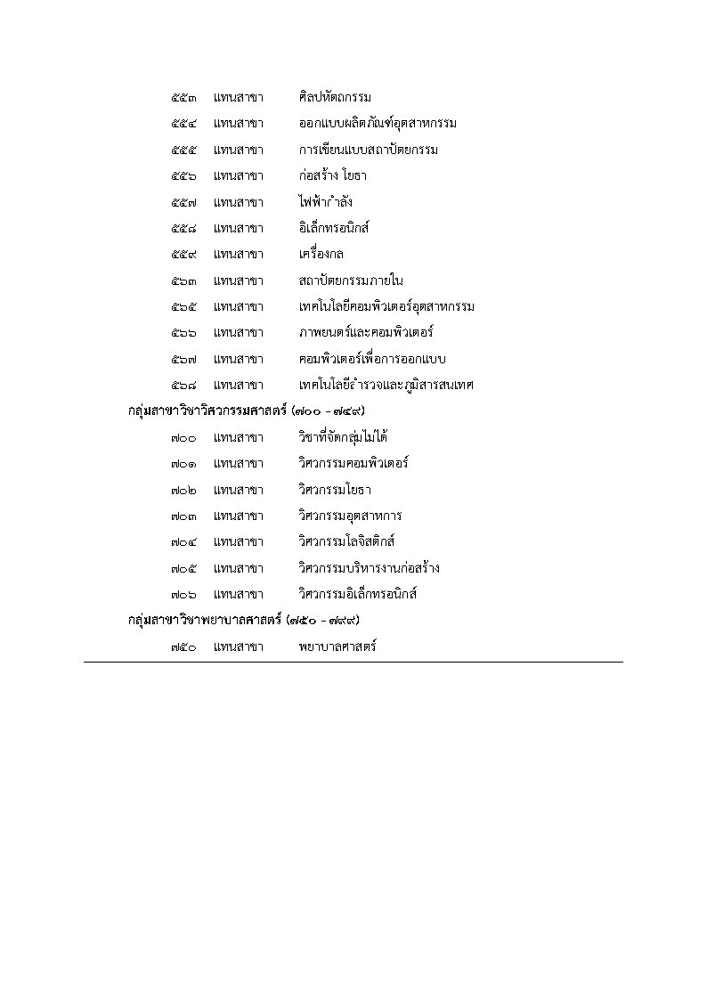 ๕๕๓ แทนสาขา ศิลปหัตถกรรม
๕๕๔ แทนสาขา ออกแบบผลิตภัณฑ์อุตสาหกรรม
๕๕๕ แทนสาขา การเขียนแบบสถาปัตยกรรม
๕๕๖ แทนสาขา ก่อสร้าง โยธา
๕๕๗ แทนสาขา ไฟฟ้ากำลัง
๕๕๘ แทนสาขา อิเล็กทรอนิกส์
๕๕๙ แทนสาขา เครื่องกล
๕๖๓ แทนสาขา สถาปัตยกรรมภายใน
๕๖๕ แทนสาขา เทคโนโลยีคอมพิวเตอร์อุตสาหกรรม
๕๖๖ แทนสาขา ภาพยนตร์และคอมพิวเตอร์
๕๖๗ แทนสาขา คอมพิวเตอร์เพื่อการออกแบบ
๕๖๘ แทนสาขา เทคโนโลยีสำรวจและภูมิสารสนเทศ
กลุ่มสาขาวิชาวิศวกรรมศาสตร์ (๗๐๐ - ๗๔๙)
๗๐๐ แทนสาขา วิชาที่จัดกลุ่มไม่ได้
๗๐๑ แทนสาขา วิศวกรรมคอมพิวเตอร์
๗๐๒ แทนสาขา วิศวกรรมโยธา
๗๐๓ แทนสาขา วิศวกรรมอุตสาหการ
๗๐๔ แทนสาขา วิศวกรรมโลจิสติกส์
๗๐๕ แทนสาขา วิศวกรรมบริหารงานก่อสร้าง
๗๐๖ แทนสาขา วิศวกรรมอิเล็กทรอนิกส์
กลุ่มสาขาวิชาพยาบาลศาสตร์ (๗๕๐ - ๗๙๙)
๗๕๐ แทนสาขา พยาบาลศาสตร์